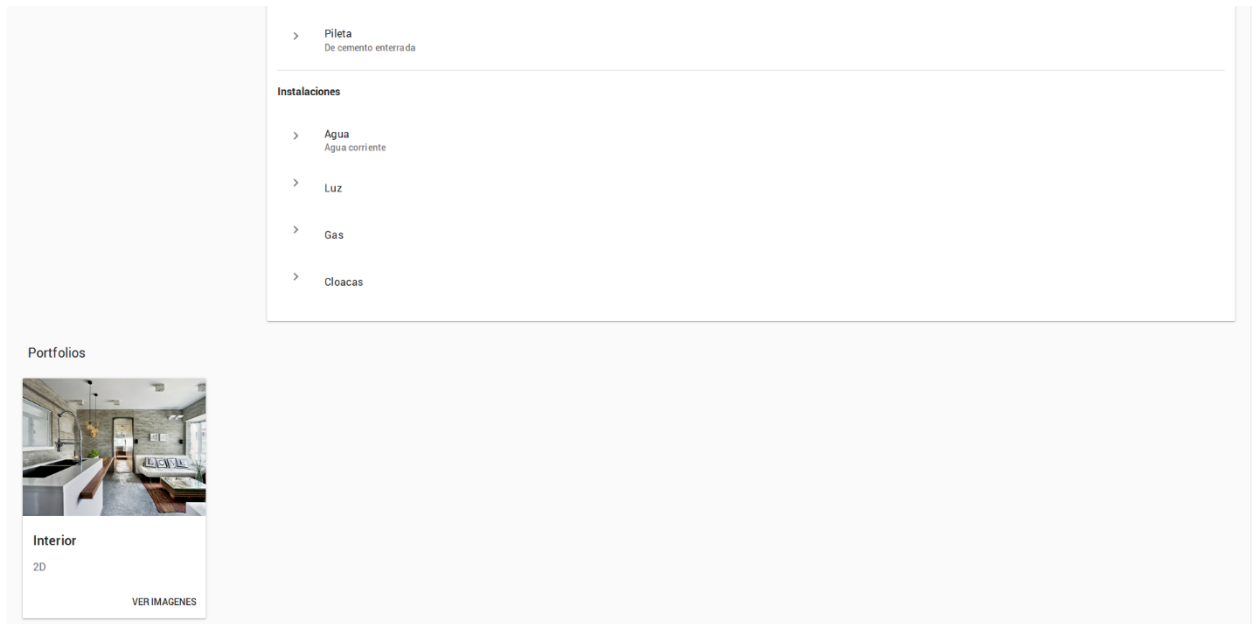 Pileta
De cemento enterrada
Instalaciones
Agua
Agua corriente
Luz
Gas
Cloacas
Portfolios
Interior
2D
VER IMAGENES